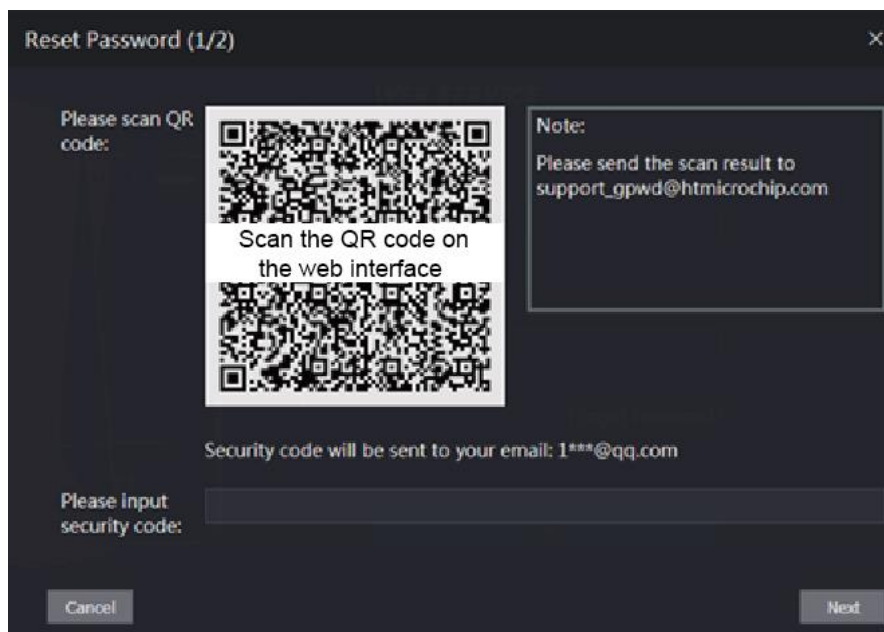 Reset Password (1/2)
Please scan QR
code:
Scan the QR code on
the web interface
Note:
Please send the scan result to
support_gpwd@htmicrochip.com
Security code will be sent to your email: 1***@qq.com
Please input
security code:
Cancel
Next